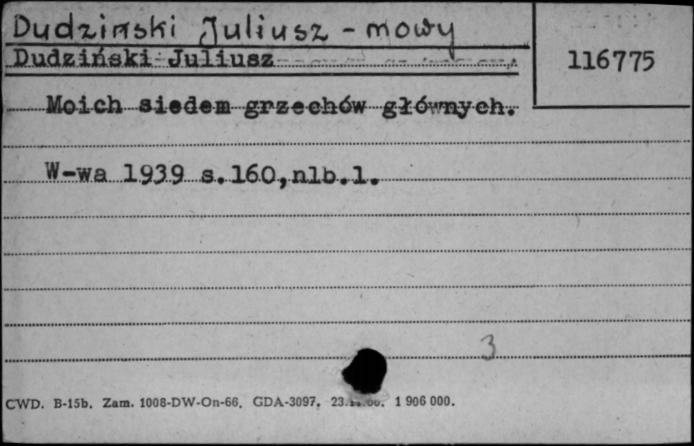 Dudziński Juliusz - mowy
Dudziński Juliusz
116775
Moich siedem grzechów głównych.
W-wa 1939 s.160,nlb.1.
3
CWD. B-15b. Zam. 1008-DW-On-66. GDA-3097. 1 906 000.